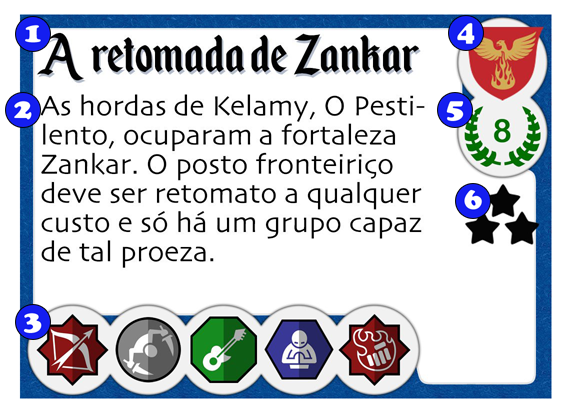 1
A retomada de Zankar
4
2
As hordas de Kelamy, O Pesti-
lento, ocuparam a fortaleza
Zankar. O posto fronteiriço
deve ser retomato a qualquer
custo e só há um grupo capaz
de tal proeza.
5
8
6
3